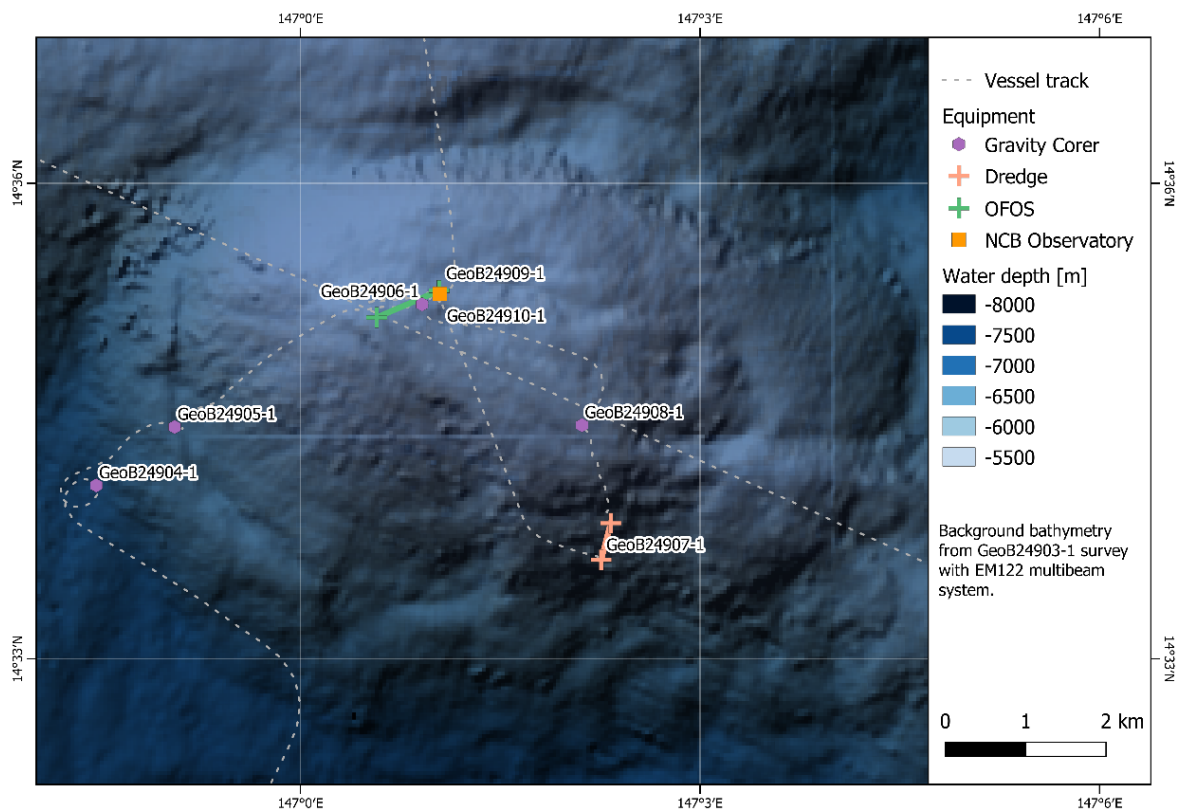 147°0'E
147°3'E
147°6'E
14°36'N
14°36'N
Vessel track
Equipment
Gravity Corer
Dredge
OFOS
NCB Observatory
Water depth [m]
-8000
-7500
-7000
-6500
-6000
-5500
GeoB24909-1
GeoB24906-1
GeoB24910-1
GeoB24905-1
GeoB24908-1
GeoB24904-1
GeoB24907-1
Background bathymetry
from GeoB24903-1 survey
with EM122 multibeam
system.
14°33'N
14°33'N
0 1 2 km
147°0'E
147°3'E
147°6'E